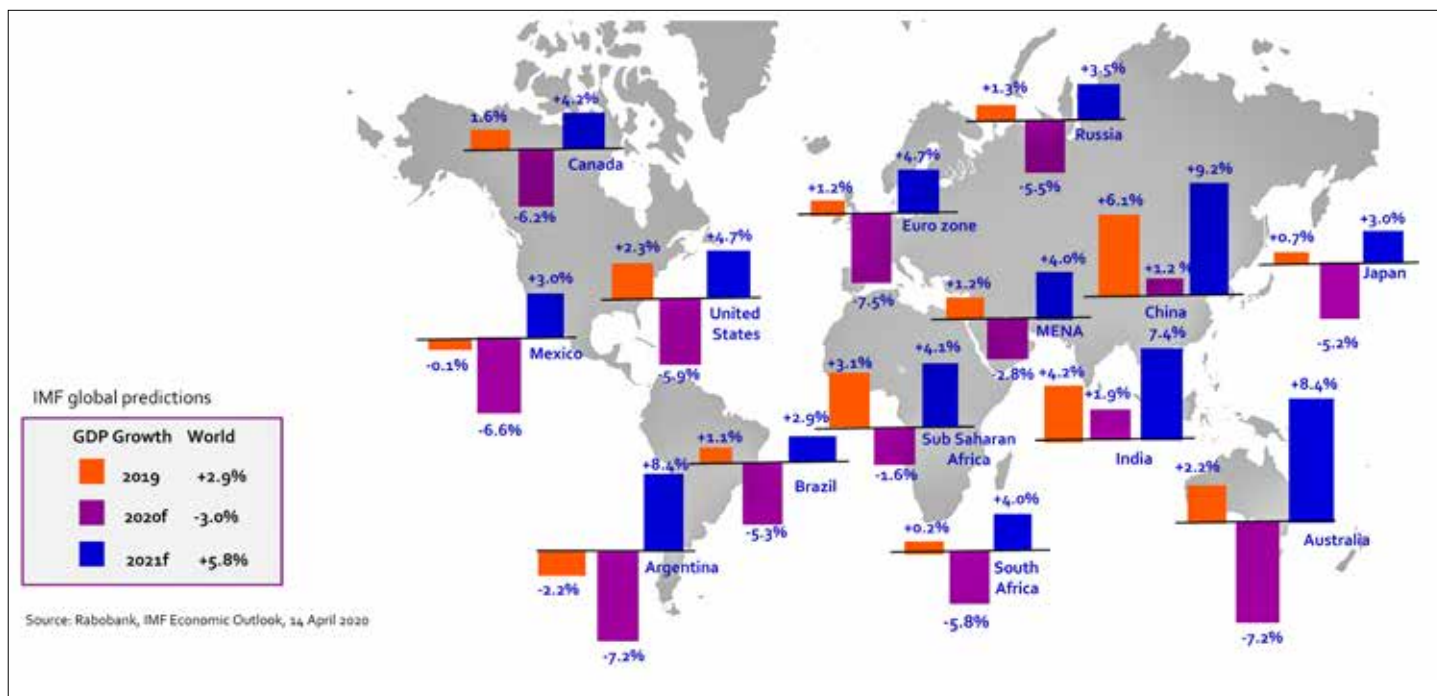 +3.5%
+1.3%
Russia
-5.5%
1.6%
+4.2%
Canada
-6.2%
+4.7%
+1.2%
Euro zone
-7.5%
+9.2%
+6.1%
+1.2 %
China
+3.0%
+0.7%
Japan
-5.2%
+2.3%
+4.7%
United
States
-5.9%
+3.0%
-0.1%
Mexico
-6.6%
+4.0%
+1.2%
MENA
-2.8%
+3.1%
+4.1%
Sub Saharan
Africa
-1.6%
7.4%
+4.2%
+1.9%
India
+8.4%
+2.2%
Australia
-7.2%
+2.9%
+1.1%
Brazil
-5.3%
+8.4%
-2.2%
Argentina
-7.2%
+4.0%
+0.2%
South
Africa
-5.8%
IMF global predictions
GDP Growth World
2019 +2.9%
2020f -3.0%
2021f +5.8%
Source: Rabobank, IMF Economic Outlook, 14 April 2020